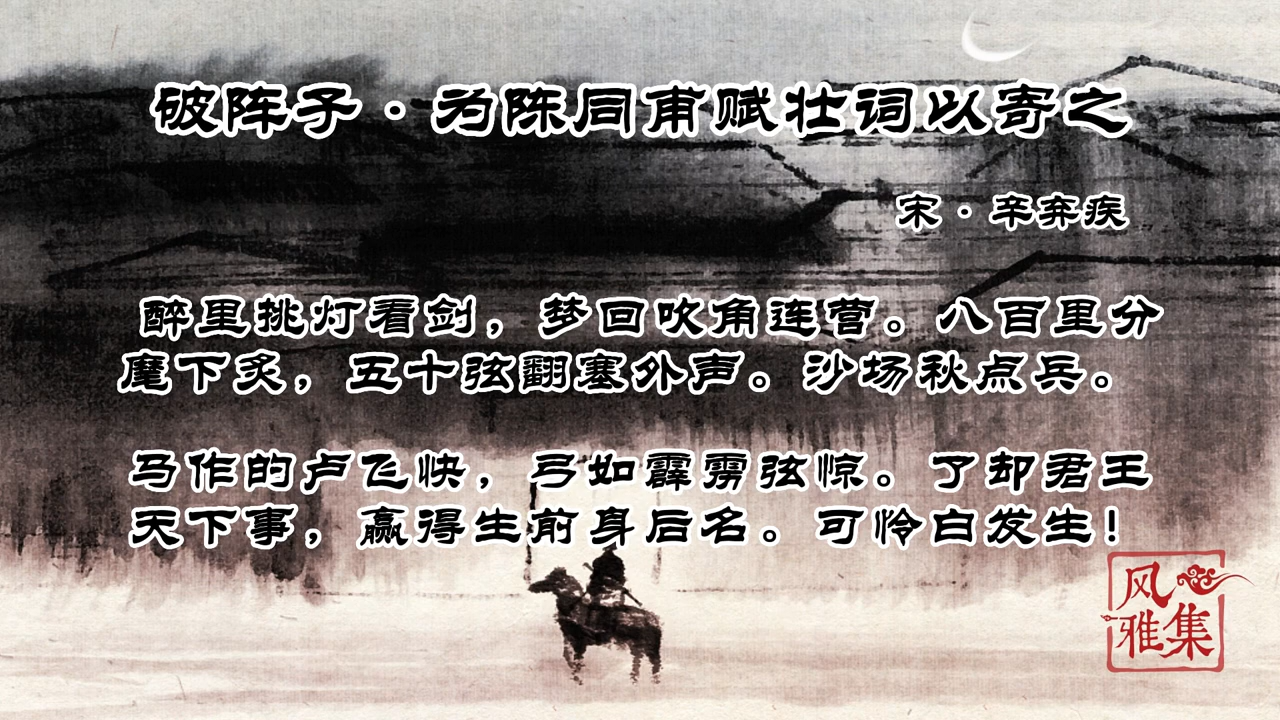 破阵子·为陈同甫赋壮词以寄之
宋·辛弃疾
醉里挑灯看剑，梦回吹角连营。八百里分
麾下炙，五十弦翻塞外声。沙场秋点兵。
马作的卢飞快，弓如霹雳弦惊。了却君王
天下事，赢得生前身后名。可怜白发生！
风
雅集